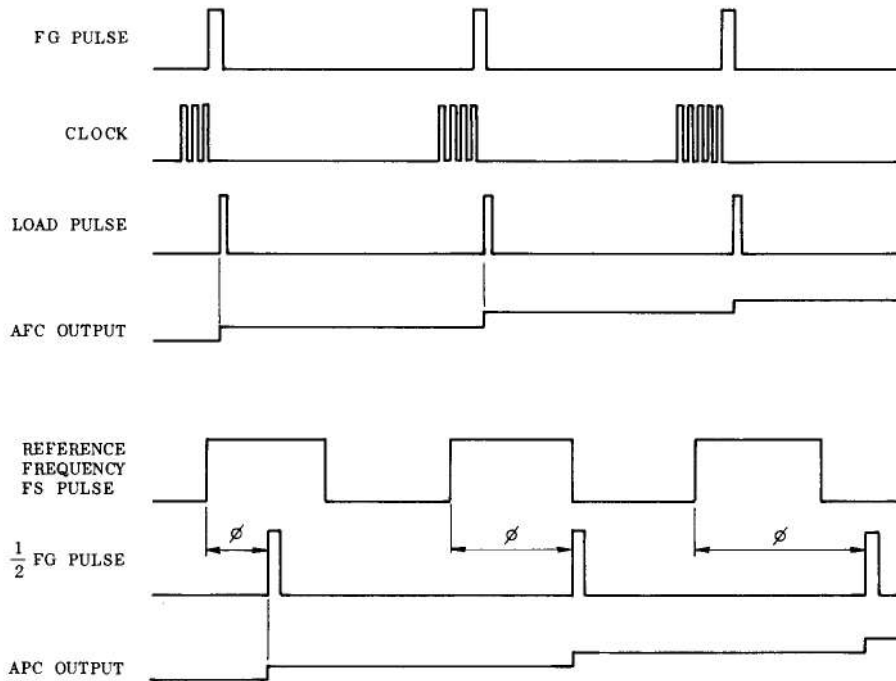 FG PULSE
CLOCK
LOAD PULSE
AFC OUTPUT
REFERENCE
FREQUENCY
FS PULSE
ø ø ø
1/2 FG PULSE
APC OUTPUT